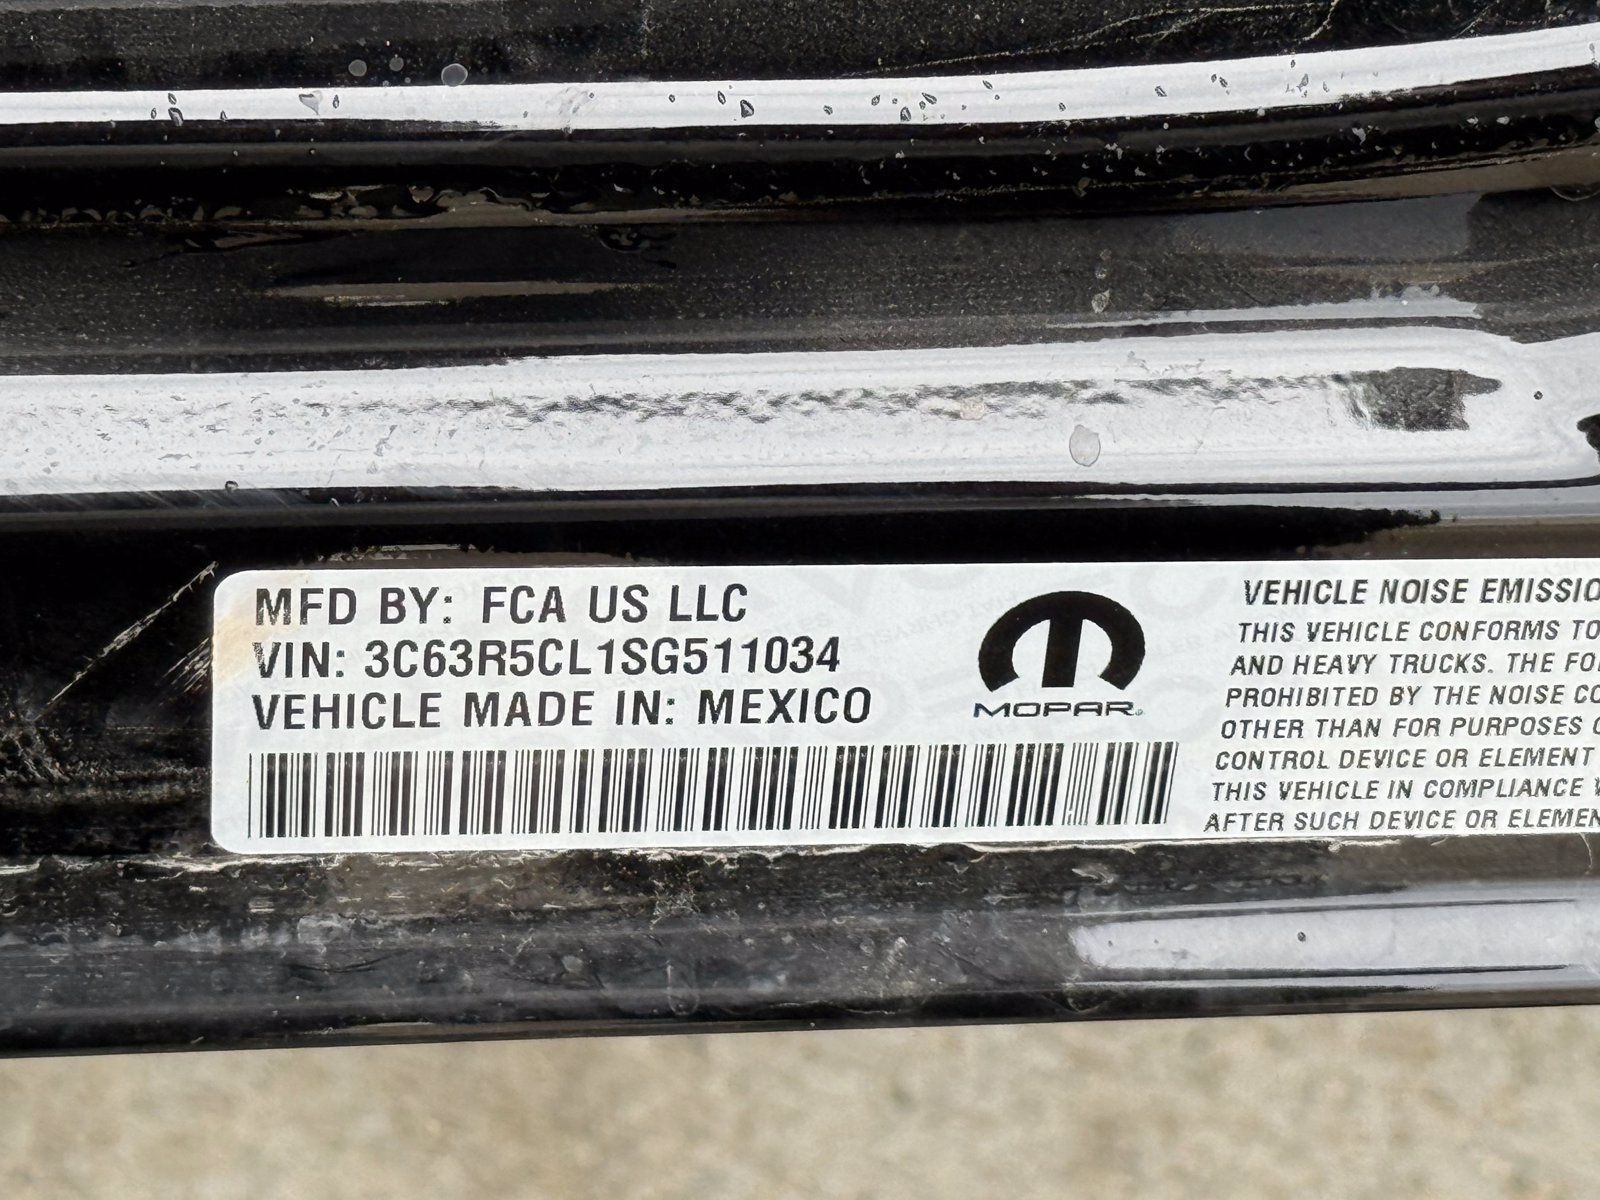 MFD BY: FCA US LLC
VIN: 3C63R5CL1SG511034
VEHICLE MADE IN: MEXICO
MOPAR
VEHICLE NOISE EMISSIO
THIS VEHICLE CONFORMS TO
AND HEAVY TRUCKS. THE FO
PROHIBITED BY THE NOISE CO
OTHER THAN FOR PURPOSES
CONTROL DEVICE OR ELEMENT
THIS VEHICLE IN COMPLIANCE
AFTER SUCH DEVICE OR ELEMEN